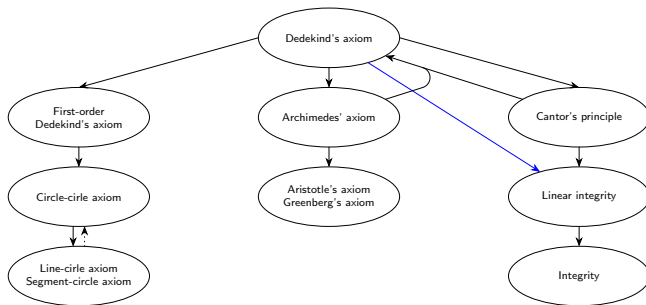 Dedekind's axiom
First-order
Dedekind's axiom
Archimedes' axiom
Cantor's principle
Circle-cirle axiom
Aristotle's axiom
Greenberg's axiom
Linear integrity
Line-cirle axiom
Segment-circle axiom
Integrity